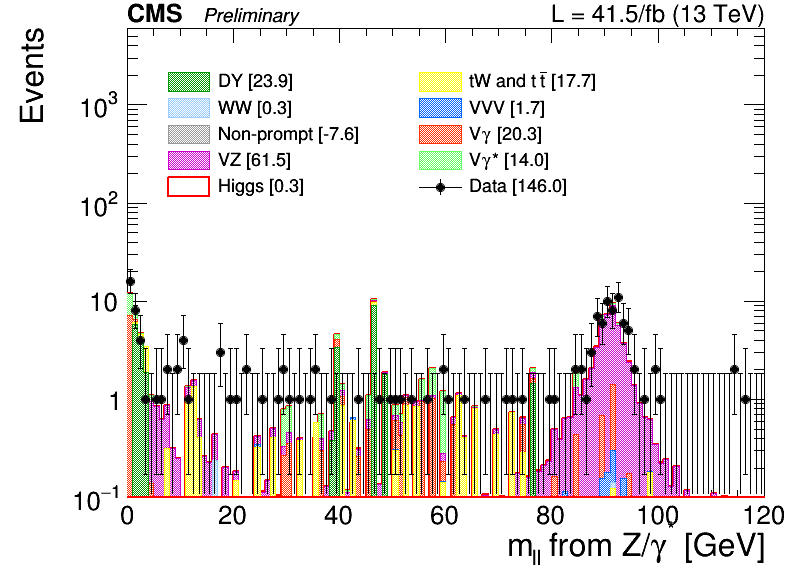 CMS Preliminary L = 41.5/fb (13 TeV)
Events
DY [23.9] tW and tt̄ [17.7]
WW [0.3] VVV [1.7]
Non-prompt [-7.6] Vγ [20.3]
VZ [61.5] Vγ* [14.0]
Higgs [0.3] Data [146.0]
10³
10²
10
1
10⁻¹
0 20 40 60 80 100 120
m_ll from Z/γ* [GeV]